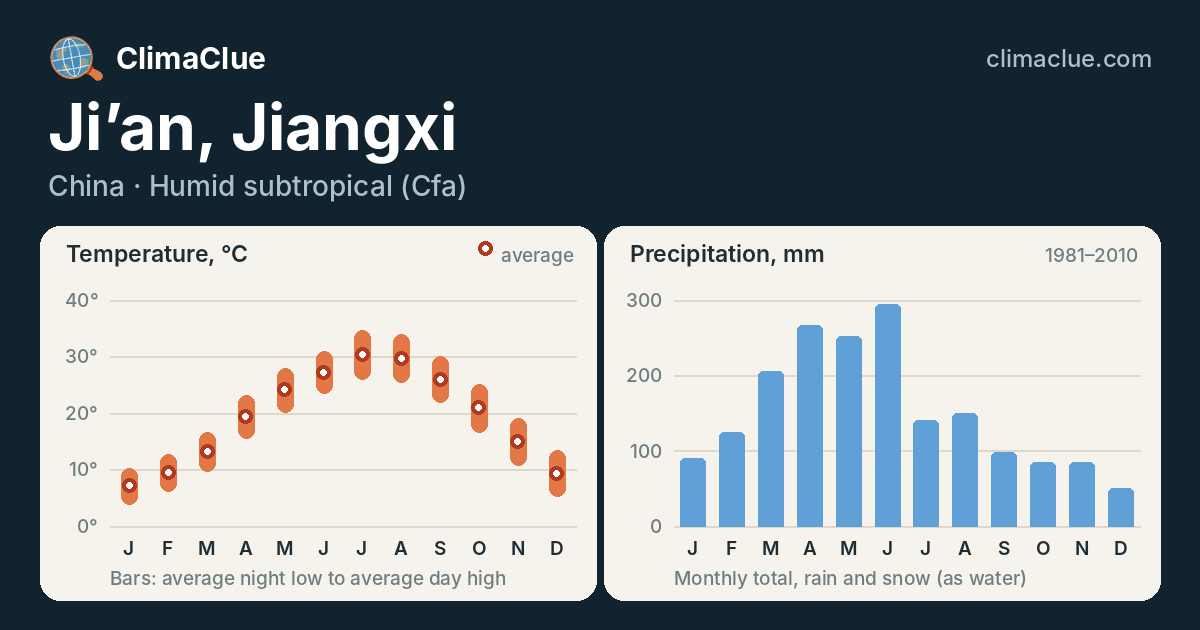 ClimaClue
climaclue.com
Ji’an, Jiangxi
China · Humid subtropical (Cfa)
Temperature, °C
average
40°
30°
20°
10°
0°
J F M A M J J A S O N D
Bars: average night low to average day high
Precipitation, mm
1981–2010
300
200
100
0
J F M A M J J A S O N D
Monthly total, rain and snow (as water)